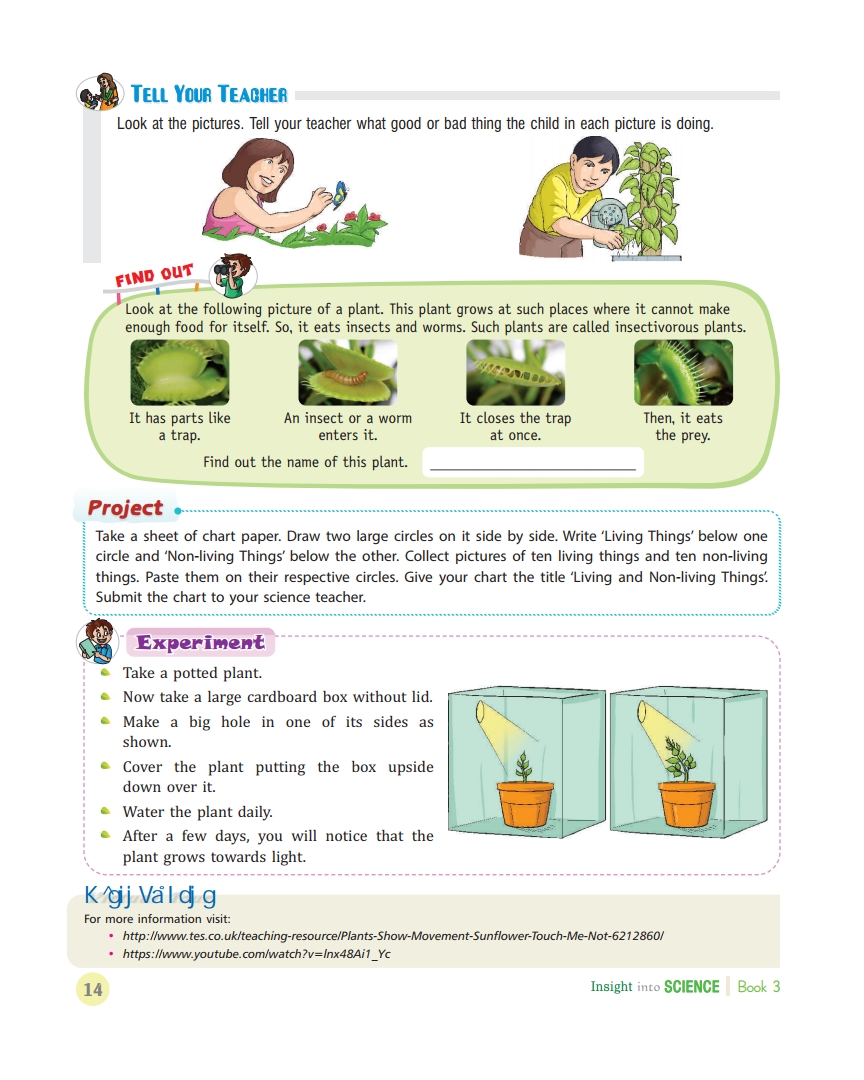 TELL YOUR TEACHER
Look at the pictures. Tell your teacher what good or bad thing the child in each picture is doing.
FIND OUT
Look at the following picture of a plant. This plant grows at such places where it cannot make
enough food for itself. So, it eats insects and worms. Such plants are called insectivorous plants.
It has parts like
a trap.
An insect or a worm
enters it.
It closes the trap
at once.
Then, it eats
the prey.
Find out the name of this plant.
Project
Take a sheet of chart paper. Draw two large circles on it side by side. Write ‘Living Things’ below one
circle and ‘Non-living Things’ below the other. Collect pictures of ten living things and ten non-living
things. Paste them on their respective circles. Give your chart the title ‘Living and Non-living Things’.
Submit the chart to your science teacher.
Experiment
Take a potted plant.
Now take a large cardboard box without lid.
Make a big hole in one of its sides as
shown.
Cover the plant putting the box upside
down over it.
Water the plant daily.
After a few days, you will notice that the
plant grows towards light.
For more information visit:
• http://www.tes.co.uk/teaching-resource/Plants-Show-Movement-Sunflower-Touch-Me-Not-6212860/
• https://www.youtube.com/watch?v=lnx48Ai1_Yc
14
Insight into SCIENCE Book 3